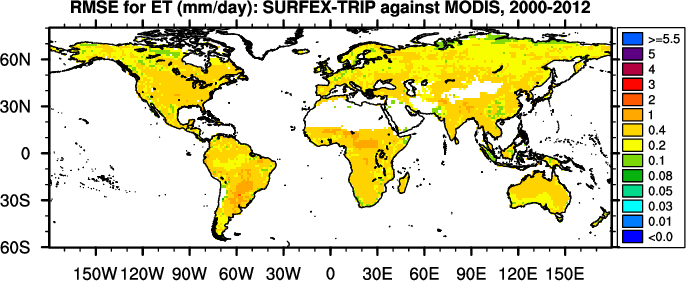 RMSE for ET (mm/day): SURFEX-TRIP against MODIS, 2000-2012
60N
30N
0
30S
60S
150W 120W 90W 60W 30W 0 30E 60E 90E 120E 150E
>=5.5
5
4
3
2
1
0.4
0.2
0.1
0.08
0.05
0.03
0.01
<0.0